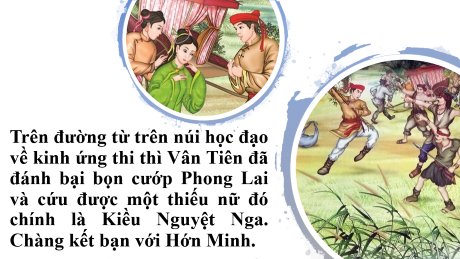 Trên đường từ trên núi học đạo
về kinh ứng thi thì Vân Tiên đã
đánh bại bọn cướp Phong Lai
và cứu được một thiếu nữ đó
chính là Kiều Nguyệt Nga.
Chàng kết bạn với Hớn Minh.